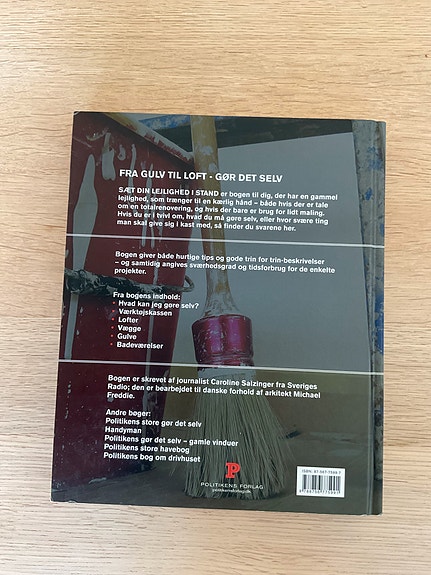 FRA GULV TIL LOFT - GØR DET SELV
SÆT DIN LEJLIGHED I STAND er bogen til dig, der har en gammel
lejlighed, som trænger til en kærlig hånd – både hvis der er tale
om en totalrenovering, og hvis der bare er brug for lidt maling.
Hvis du er i tvivl om, hvad du må gøre selv, eller hvor svære ting
man skal give sig i kast med, så finder du svarene her.
Bogen giver både hurtige tips og gode trin for trin-beskrivelser
– og samtidig angives sværhedsgrad og tidsforbrug for de enkelte
projekter.
Fra bogens indhold:
• Hvad kan jeg gøre selv?
• Værktøjskassen
• Lofter
• Vægge
• Gulve
• Badeværelser
Bogen er skrevet af journalist Caroline Salzinger fra Sveriges
Radio; den er bearbejdet til danske forhold af arkitekt Michael
Freddie.
Andre bøger:
Politikens store gør det selv
Handyman
Politikens gør det selv – gamle vinduer
Politikens store havebog
Politikens bog om drivhuset
P
POLITIKENS FORLAG
politikensforlag.dk